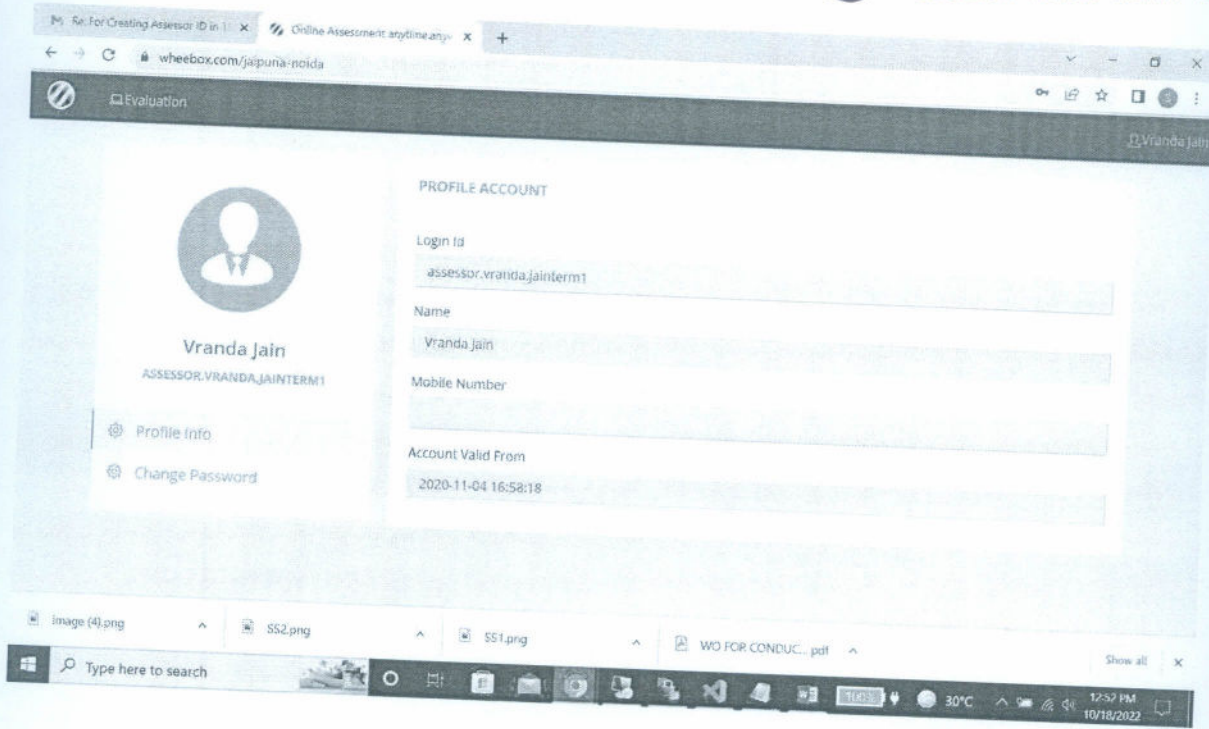 Re: For Creating Assessor ID in 1
Online Assessment anytime any
wheebox.com/jaipuria-noida
Evaluation
Vranda Jain
PROFILE ACCOUNT
Login Id
assessor.vranda.jainterm1
Name
Vranda Jain
Vranda Jain
ASSESSOR.VRANDA.JAINTERM1
Mobile Number
Profile Info
Change Password
Account Valid From
2020-11-04 16:58:18
image (4).png
SS2.png
SS1.png
WO FOR CONDUC....pdf
Show all
Type here to search
100%
30°C
12:52 PM
10/18/2022